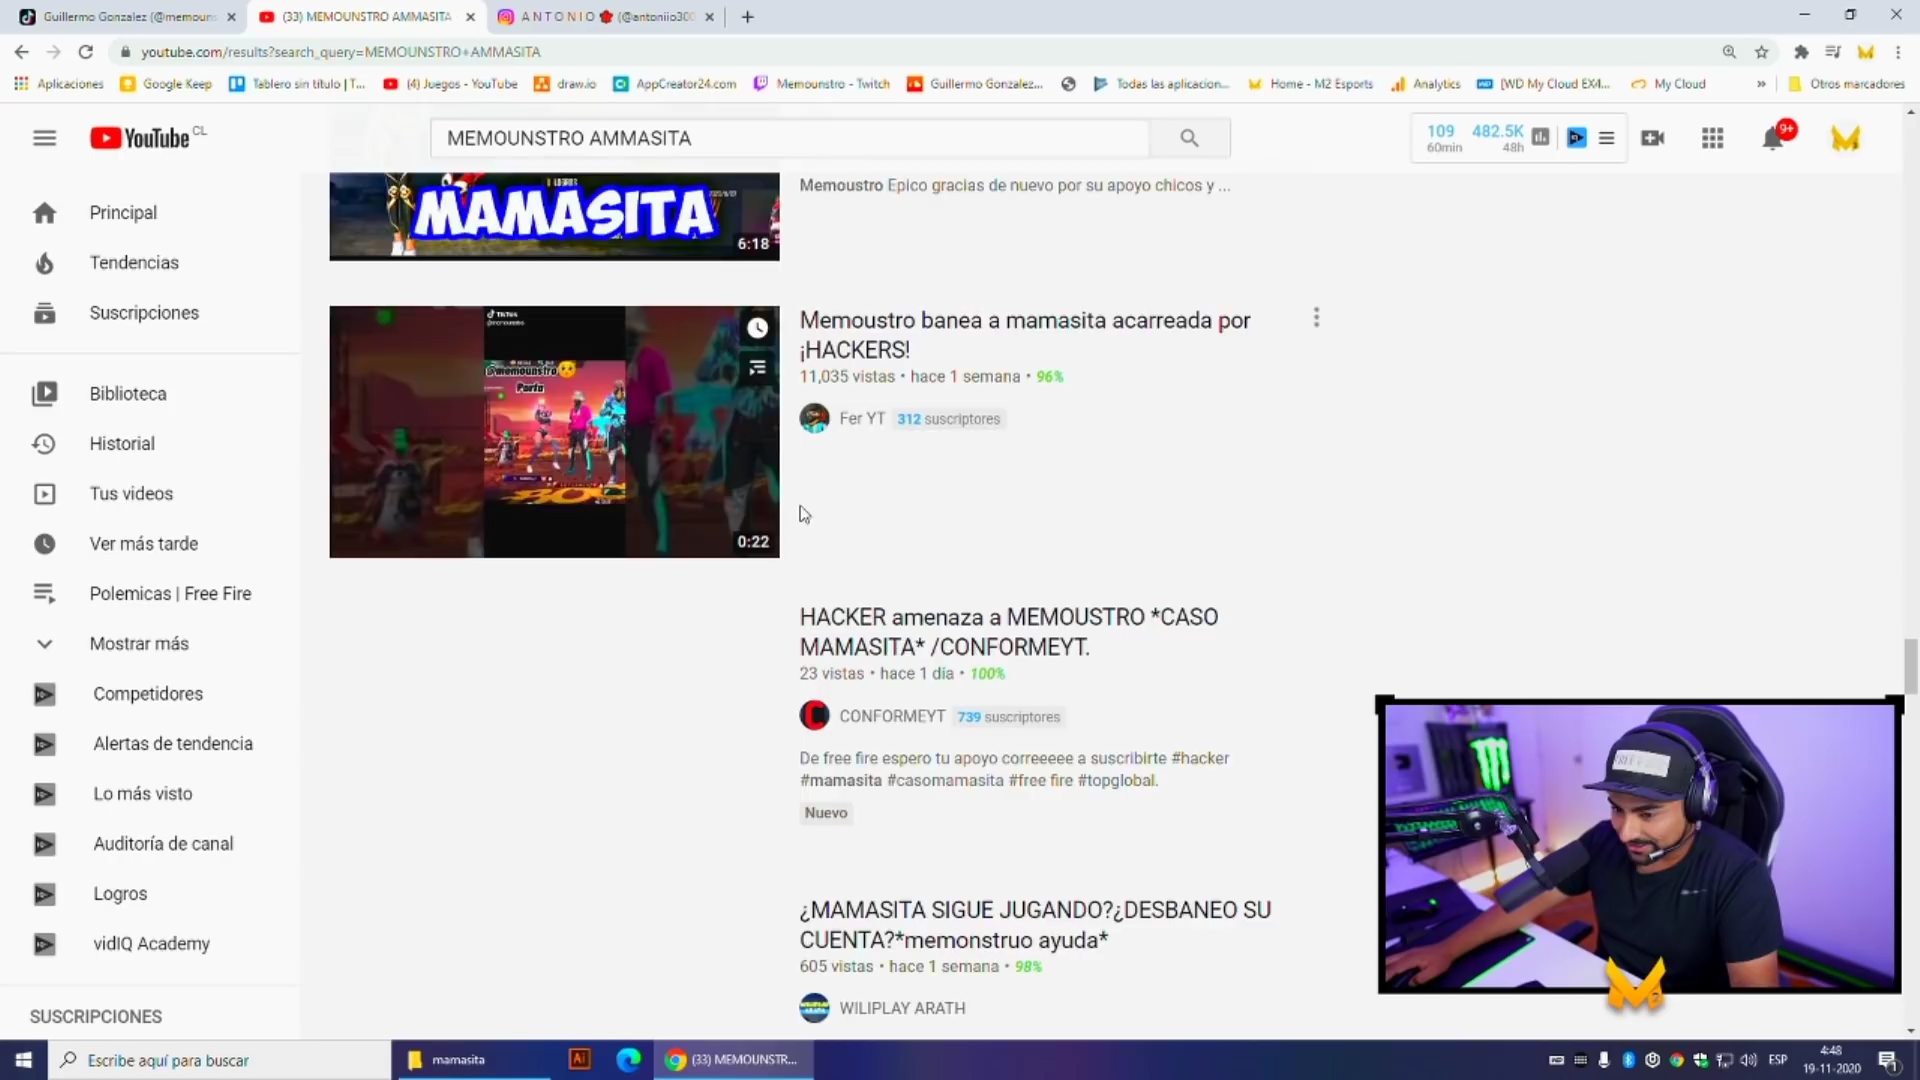 Guillermo Gonzalez (@memouns
(33) MEMOUNSTRO AMMASITA
A N T O N I O (@antoniio300
youtube.com/results?search_query=MEMOUNSTRO+AMMASITA
Aplicaciones
Google Keep
Tablero sin título | T...
(4) Juegos - YouTube
draw.io
AppCreator24.com
Memounstro - Twitch
Guillermo Gonzalez...
Todas las aplicacion...
Home - M2 Esports
Analytics
[WD My Cloud EX4...
My Cloud
»
Otros marcadores
YouTube CL
MEMOUNSTRO AMMASITA
109
60min
482.5K
48h
9+
Principal
Tendencias
Suscripciones
Biblioteca
Historial
Tus videos
Ver más tarde
Polemicas | Free Fire
Mostrar más
Competidores
Alertas de tendencia
Lo más visto
Auditoría de canal
Logros
vidIQ Academy
SUSCRIPCIONES
MAMASITA
6:18
Memoustro Epico gracias de nuevo por su apoyo chicos y ...
TikTok
@memounstro
@memounstro
Porfa
0:22
Memoustro banea a mamasita acarreada por
¡HACKERS!
11,035 vistas • hace 1 semana • 96%
Fer YT 312 suscriptores
HACKER amenaza a MEMOUSTRO *CASO
MAMASITA* /CONFORMEYT.
23 vistas • hace 1 día • 100%
CONFORMEYT 739 suscriptores
De free fire espero tu apoyo correeeee a suscribirte #hacker
#mamasita #casomamasita #free fire #topglobal.
Nuevo
¿MAMASITA SIGUE JUGANDO?¿DESBANEO SU
CUENTA?*memonstruo ayuda*
605 vistas • hace 1 semana • 98%
WILIPLAY ARATH
Escribe aquí para buscar
mamasita
Ai
(33) MEMOUNSTR...
ESP
4:48
19-11-2020